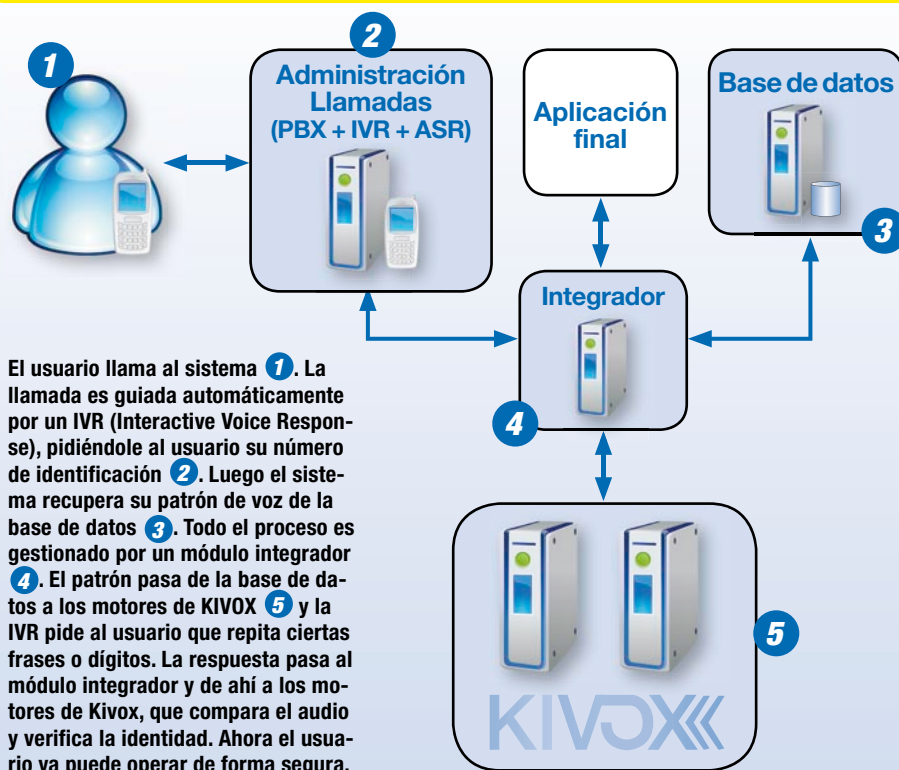 1
2
Administración
Llamadas
(PBX + IVR + ASR)
Aplicación
final
Base de datos
3
Integrador
4
El usuario llama al sistema 1. La
llamada es guiada automáticamente
por un IVR (Interactive Voice Respon-
se), pidiéndole al usuario su número
de identificación 2. Luego el siste-
ma recupera su patrón de voz de la
base de datos 3. Todo el proceso es
gestionado por un módulo integrador
4. El patrón pasa de la base de da-
tos a los motores de KIVOX 5 y la
IVR pide al usuario que repita ciertas
frases o dígitos. La respuesta pasa al
módulo integrador y de ahí a los mo-
tores de Kivox, que compara el audio
y verifica la identidad. Ahora el usua-
rio ya puede operar de forma segura.
5
KIVOX